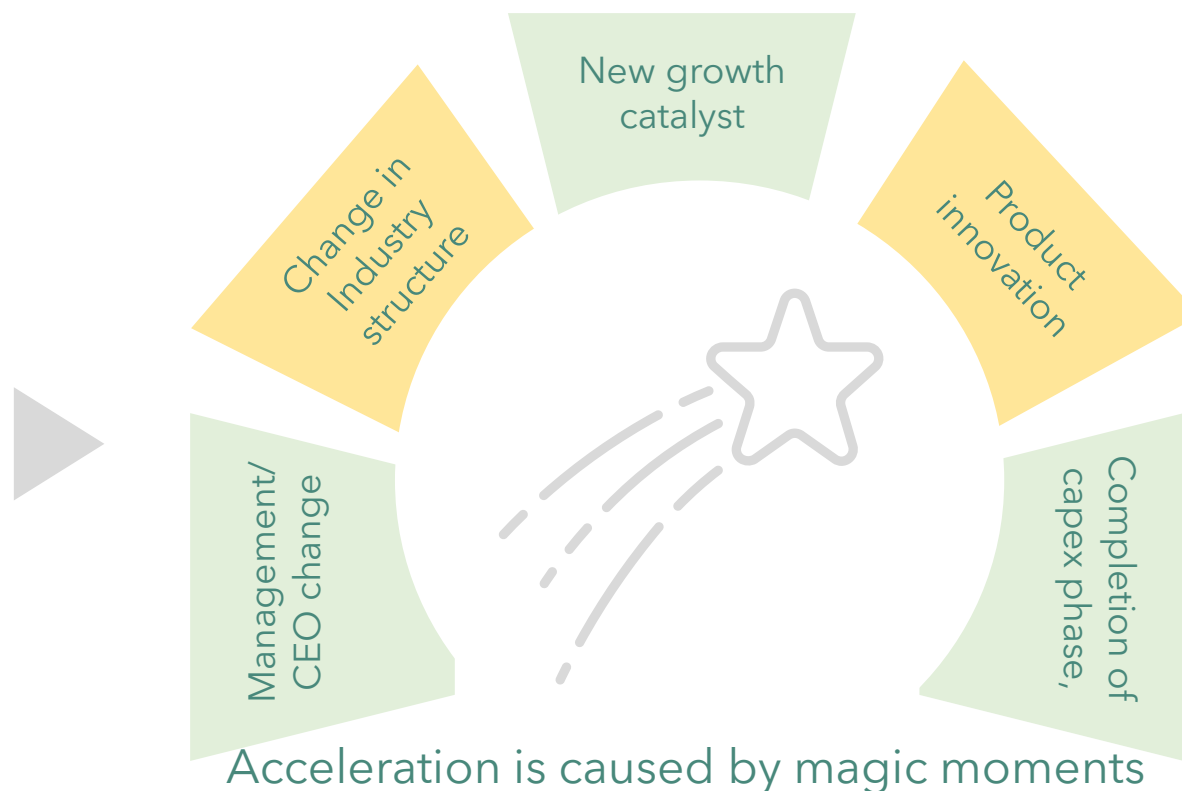 New growth
catalyst
Change in
Industry
structure
Product
innovation
Management/
CEO change
Completion of
capex phase,
Acceleration is caused by magic moments